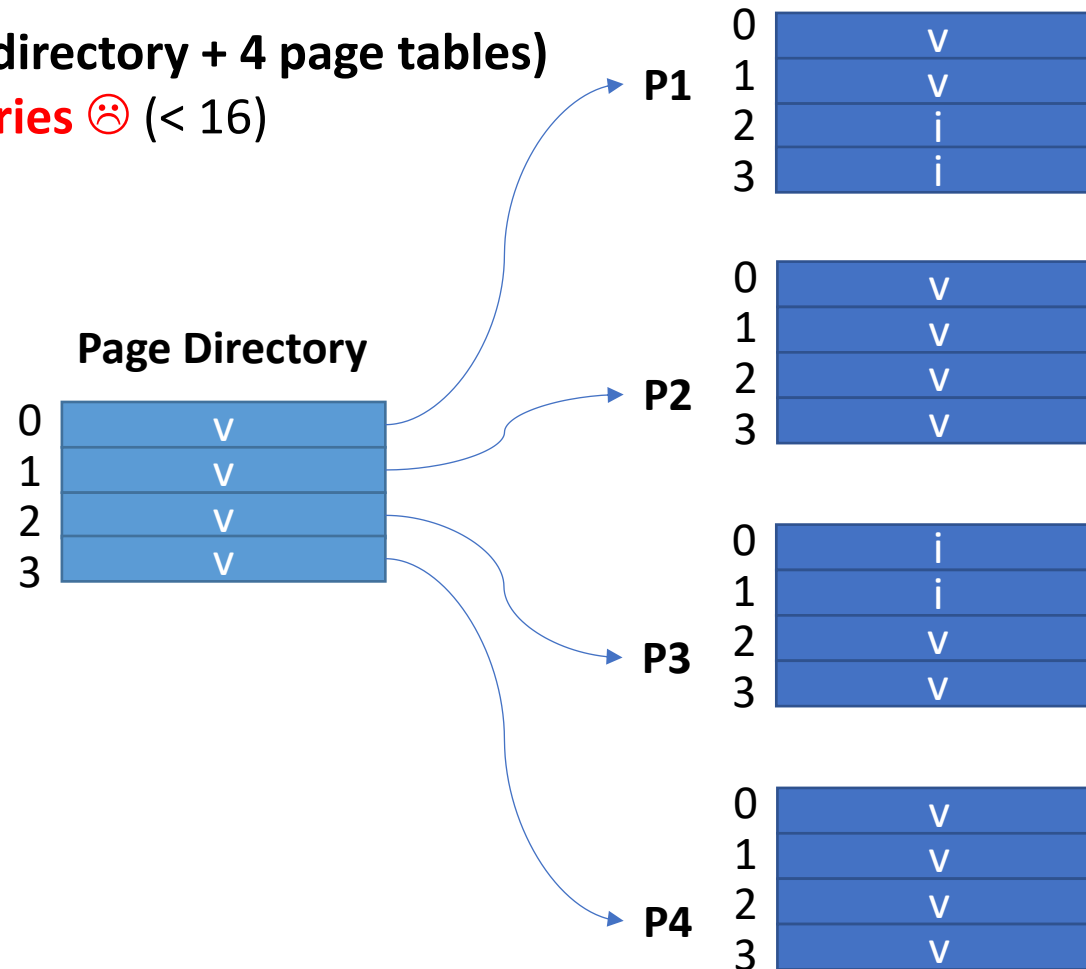 directory + 4 page tables)
ries ☹ (< 16)
Page Directory
0 v
1 v
2 v
3 v
P1
0 v
1 v
2 i
3 i
P2
0 v
1 v
2 v
3 v
P3
0 i
1 i
2 v
3 v
P4
0 v
1 v
2 v
3 v